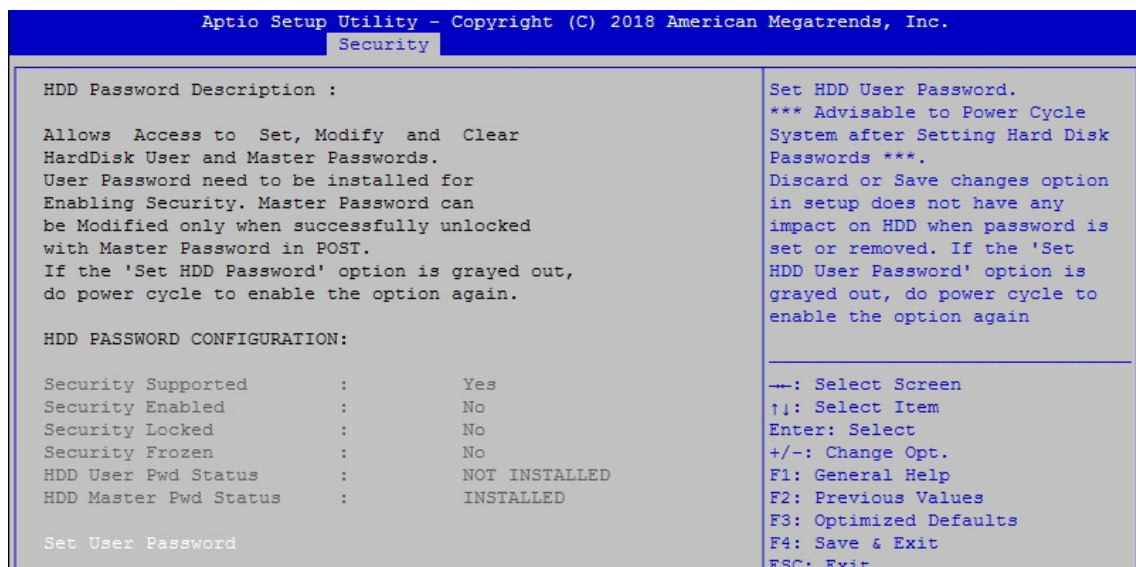 Aptio Setup Utility – Copyright (C) 2018 American Megatrends, Inc.
Security
HDD Password Description :
Allows Access to Set, Modify and Clear
HardDisk User and Master Passwords.
User Password need to be installed for
Enabling Security. Master Password can
be Modified only when successfully unlocked
with Master Password in POST.
If the 'Set HDD Password' option is grayed out,
do power cycle to enable the option again.
HDD PASSWORD CONFIGURATION:
Security Supported : Yes
Security Enabled : No
Security Locked : No
Security Frozen : No
HDD User Pwd Status : NOT INSTALLED
HDD Master Pwd Status : INSTALLED
Set User Password
Set HDD User Password.
*** Advisable to Power Cycle
System after Setting Hard Disk
Passwords ***.
Discard or Save changes option
in setup does not have any
impact on HDD when password is
set or removed. If the 'Set
HDD User Password' option is
grayed out, do power cycle to
enable the option again
→←: Select Screen
↑↓: Select Item
Enter: Select
+/-: Change Opt.
F1: General Help
F2: Previous Values
F3: Optimized Defaults
F4: Save & Exit
ESC: Exit